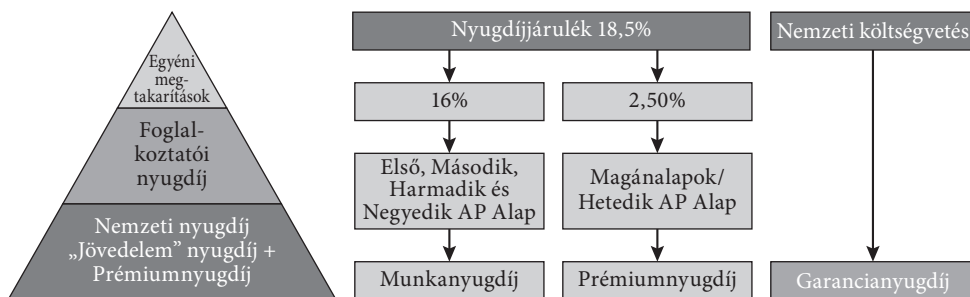 Egyéni
meg-
takarítások
Foglal-
koztatói
nyugdíj
Nemzeti nyugdíj
„Jövedelem” nyugdíj +
Prémiumnyugdíj
Nyugdíjjárulék 18,5%
16%
2,50%
Első, Második,
Harmadik és
Negyedik AP Alap
Magánalapok/
Hetedik AP Alap
Munkanyugdíj
Prémiumnyugdíj
Nemzeti költségvetés
Garancianyugdíj